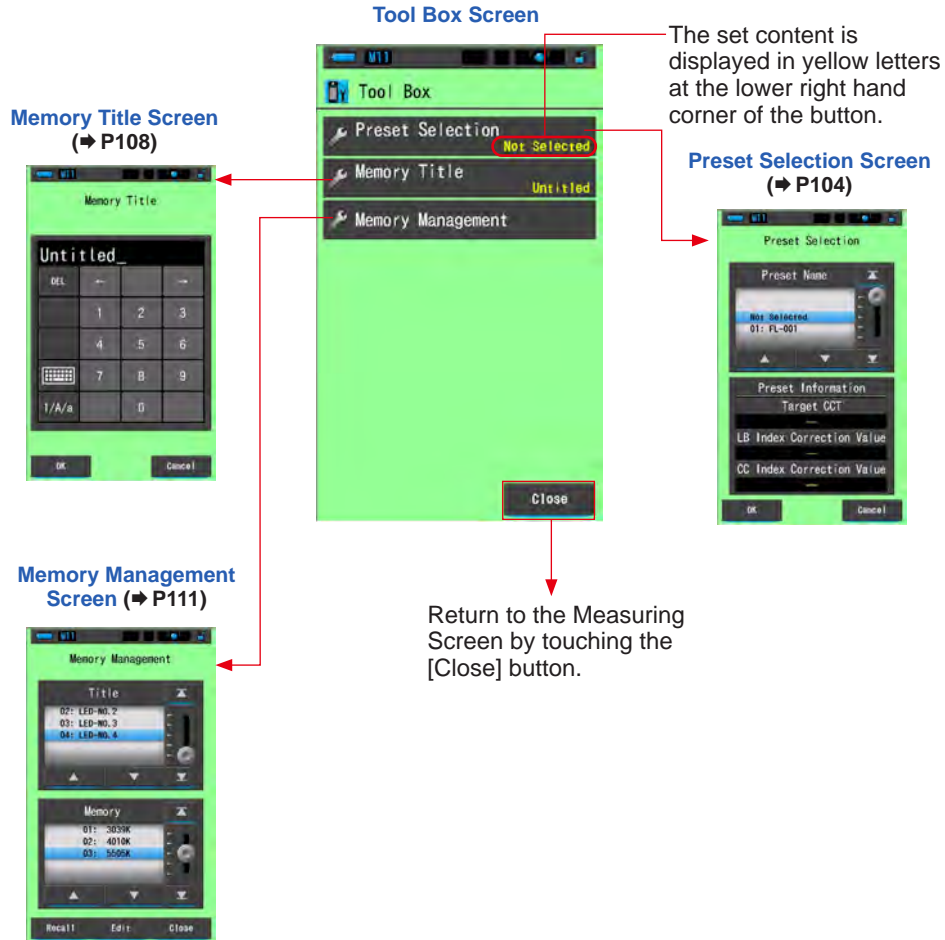 Tool Box Screen
The set content is
displayed in yellow letters
at the lower right hand
corner of the button.
M11
Tool Box
Preset Selection
Not Selected
Memory Title
Untitled
Memory Management
Close
Return to the Measuring
Screen by touching the
[Close] button.
Memory Title Screen
(➡ P108)
M11
Memory Title
Untitled_
DEL ← →
1 2 3
4 5 6
7 8 9
1/A/a 0
OK Cancel
Preset Selection Screen
(➡ P104)
M11
Preset Selection
Preset Name
Not Selected
01: FL-001
▲ ▼
Preset Information
Target CCT
—
LB Index Correction Value
—
CC Index Correction Value
—
OK Cancel
Memory Management
Screen (➡ P111)
M11
Memory Management
Title
02: LED-NO.2
03: LED-NO.3
04: LED-NO.4
▲ ▼
Memory
01: 3039K
02: 4010K
03: 5505K
▲ ▼
Recall Edit Close